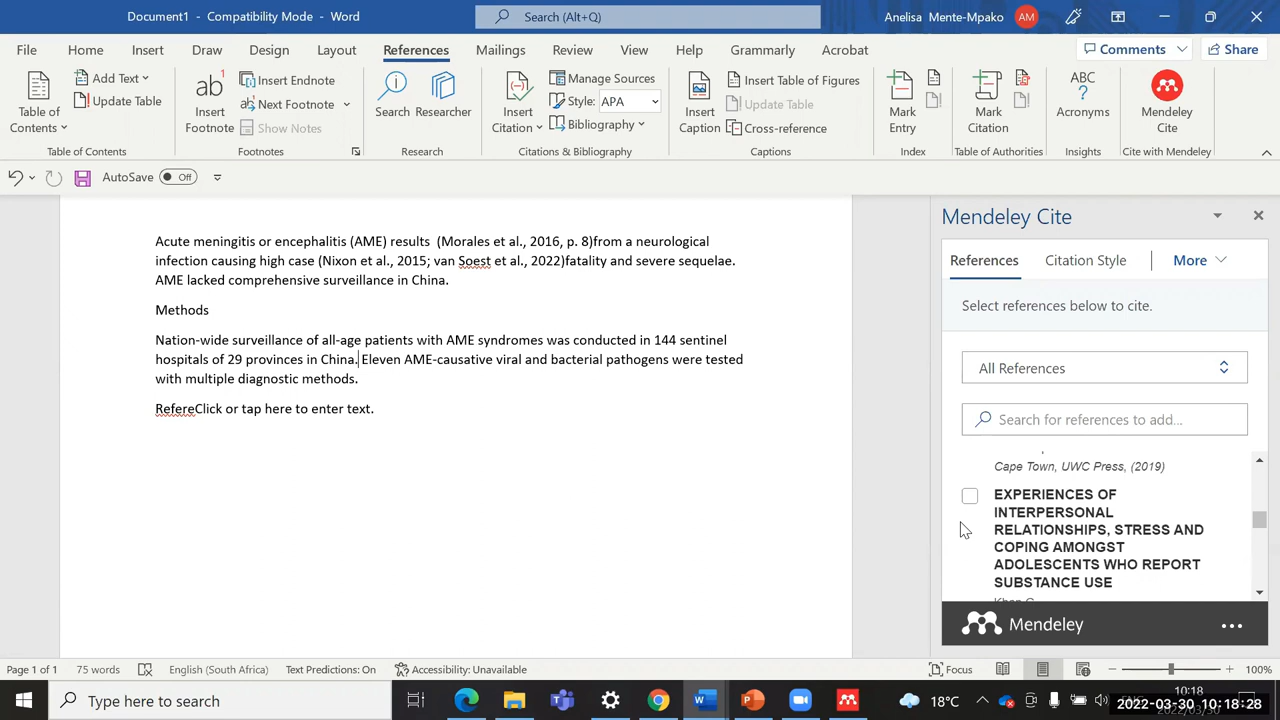 Document1 - Compatibility Mode - Word
Search (Alt+Q)
Anelisa Mente-Mpako
AM
File Home Insert Draw Design Layout References Mailings Review View Help Grammarly Acrobat
Comments Share
Table of Contents
Add Text
Update Table
Table of Contents
ab1
Insert Footnote
Insert Endnote
Next Footnote
Show Notes
Footnotes
Search
Researcher
Research
Insert Citation
Manage Sources
Style: APA
Bibliography
Citations & Bibliography
Insert Caption
Insert Table of Figures
Update Table
Cross-reference
Captions
Mark Entry
Index
Mark Citation
Table of Authorities
ABC
?
Acronyms
Insights
Mendeley Cite
Cite with Mendeley
AutoSave Off
Acute meningitis or encephalitis (AME) results (Morales et al., 2016, p. 8)from a neurological
infection causing high case (Nixon et al., 2015; van Soest et al., 2022)fatality and severe sequelae.
AME lacked comprehensive surveillance in China.
Methods
Nation-wide surveillance of all-age patients with AME syndromes was conducted in 144 sentinel
hospitals of 29 provinces in China. Eleven AME-causative viral and bacterial pathogens were tested
with multiple diagnostic methods.
RefereClick or tap here to enter text.
Mendeley Cite
References Citation Style More
Select references below to cite.
All References
Search for references to add...
Cape Town, UWC Press, (2019)
EXPERIENCES OF
INTERPERSONAL
RELATIONSHIPS, STRESS AND
COPING AMONGST
ADOLESCENTS WHO REPORT
SUBSTANCE USE
Mendeley
Page 1 of 1 75 words English (South Africa) Text Predictions: On Accessibility: Unavailable Focus 100%
Type here to search
18°C
10:18
2022-03-30 10:18:28